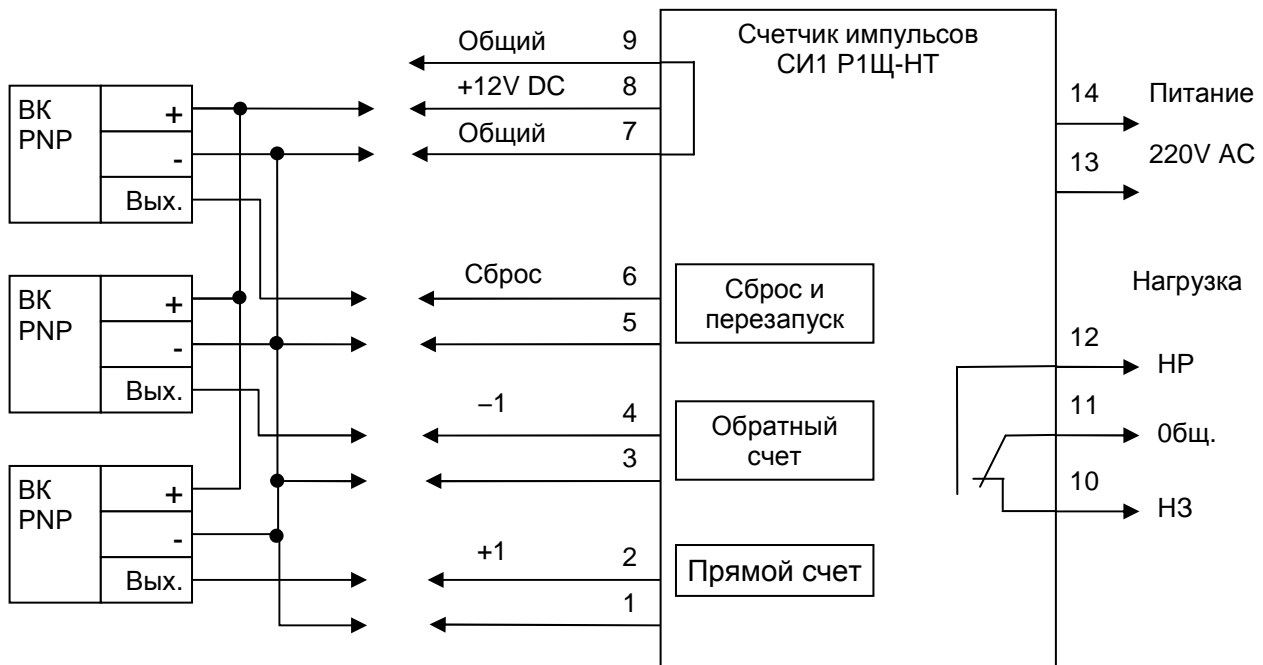 Счетчик импульсов
СИ1 Р1Щ-НТ
Общий 9
+12V DC 8
Общий 7
ВК
PNP
+
-
Вых.
14 Питание
13 220V AC
Сброс 6
5
Сброс и
перезапуск
ВК
PNP
+
-
Вых.
Нагрузка
12 НР
11 0бщ.
10 НЗ
–1 4
3
Обратный
счет
ВК
PNP
+
-
Вых.
+1 2
1
Прямой счет